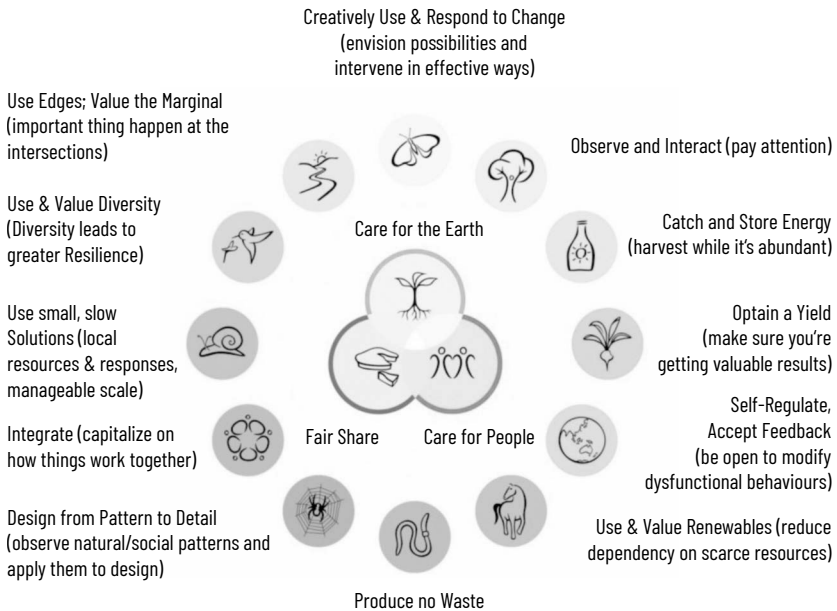 Creatively Use & Respond to Change
(envision possibilities and
intervene in effective ways)
Observe and Interact (pay attention)
Catch and Store Energy
(harvest while it's abundant)
Optain a Yield
(make sure you're
getting valuable results)
Self-Regulate,
Accept Feedback
(be open to modify
dysfunctional behaviours)
Use & Value Renewables (reduce
dependency on scarce resources)
Produce no Waste
Design from Pattern to Detail
(observe natural/social patterns and
apply them to design)
Integrate (capitalize on
how things work together)
Use small, slow
Solutions (local
resources & responses,
manageable scale)
Use & Value Diversity
(Diversity leads to
greater Resilience)
Use Edges; Value the Marginal
(important thing happen at the
intersections)
Care for the Earth
Fair Share
Care for People